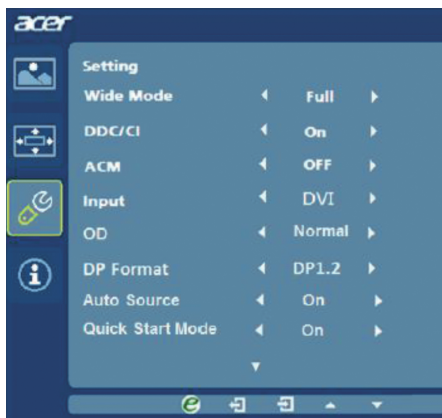 acer
Setting
Wide Mode Full
DDC/CI On
ACM OFF
Input DVI
OD Normal
DP Format DP1.2
Auto Source On
Quick Start Mode On